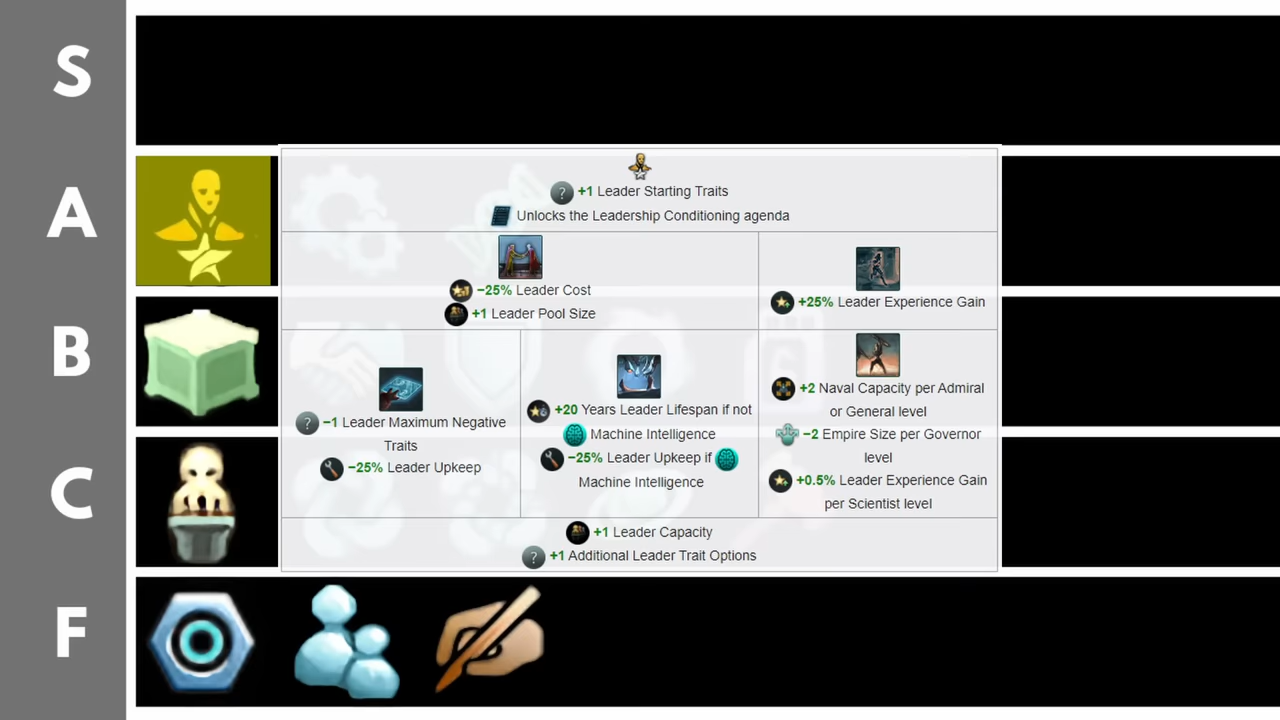 S
A
B
C
F
? +1 Leader Starting Traits
Unlocks the Leadership Conditioning agenda
−25% Leader Cost
+1 Leader Pool Size
+25% Leader Experience Gain
? −1 Leader Maximum Negative
Traits
−25% Leader Upkeep
+20 Years Leader Lifespan if not
Machine Intelligence
−25% Leader Upkeep if
Machine Intelligence
+2 Naval Capacity per Admiral
or General level
−2 Empire Size per Governor
level
+0.5% Leader Experience Gain
per Scientist level
+1 Leader Capacity
? +1 Additional Leader Trait Options